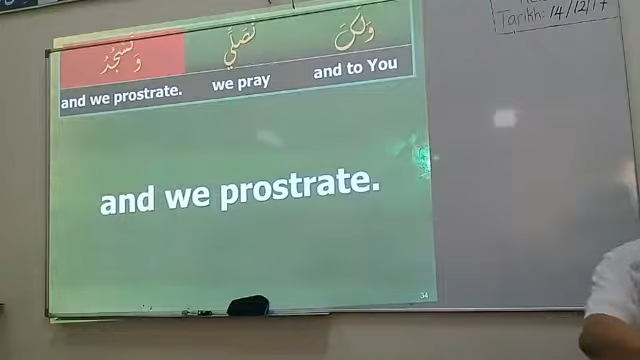 Tarikh: 14/12/17
وَلَكَ نُصَلِّي وَنَسْجُدُ
and we prostrate. we pray and to You
and we prostrate.
34